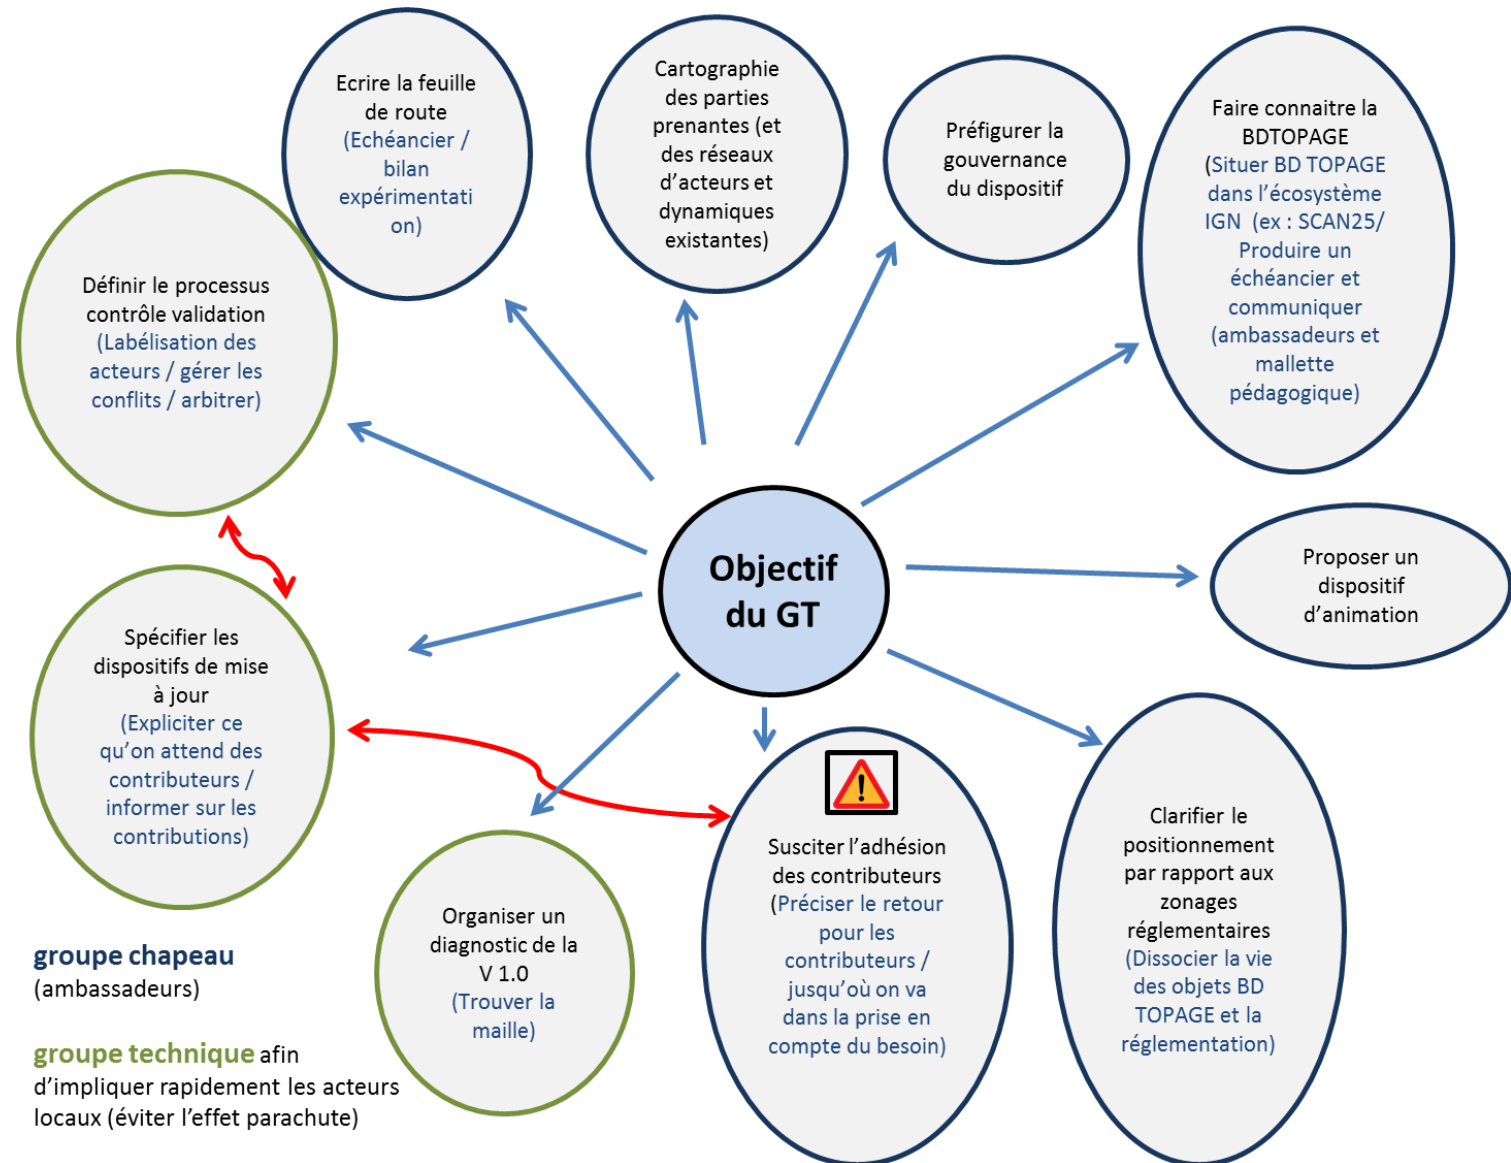 Ecrire la feuille
de route
(Echéancier /
bilan
expérimentati
on)
Cartographie
des parties
prenantes (et
des réseaux
d'acteurs et
dynamiques
existantes)
Préfigurer la
gouvernance
du dispositif
Faire connaitre la
BDTOPAGE
(Situer BD TOPAGE
dans l'écosystème
IGN (ex : SCAN25/
Produire un
échéancier et
communiquer
(ambassadeurs et
mallette
pédagogique)
Définir le processus
contrôle validation
(Labélisation des
acteurs / gérer les
conflits / arbitrer)
Objectif
du GT
Proposer un
dispositif
d'animation
Spécifier les
dispositifs de mise
à jour
(Expliciter ce
qu'on attend des
contributeurs /
informer sur les
contributions)
Organiser un
diagnostic de la
V 1.0
(Trouver la
maille)
!
Susciter l'adhésion
des contributeurs
(Préciser le retour
pour les
contributeurs /
jusqu'où on va
dans la prise en
compte du besoin)
Clarifier le
positionnement
par rapport aux
zonages
réglementaires
(Dissocier la vie
des objets BD
TOPAGE et la
réglementation)
groupe chapeau
(ambassadeurs)
groupe technique afin
d'impliquer rapidement les acteurs
locaux (éviter l'effet parachute)